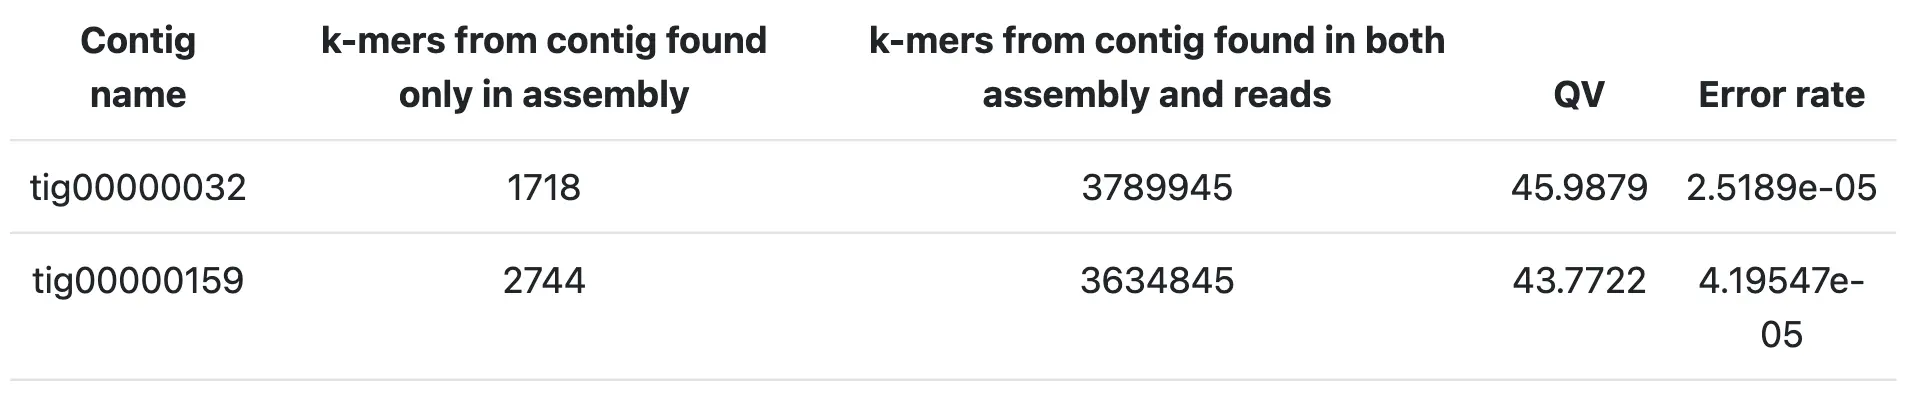 Contig name
k-mers from contig found only in assembly
k-mers from contig found in both assembly and reads
QV
Error rate
tig00000032 1718 3789945 45.9879 2.5189e-05
tig00000159 2744 3634845 43.7722 4.19547e-05